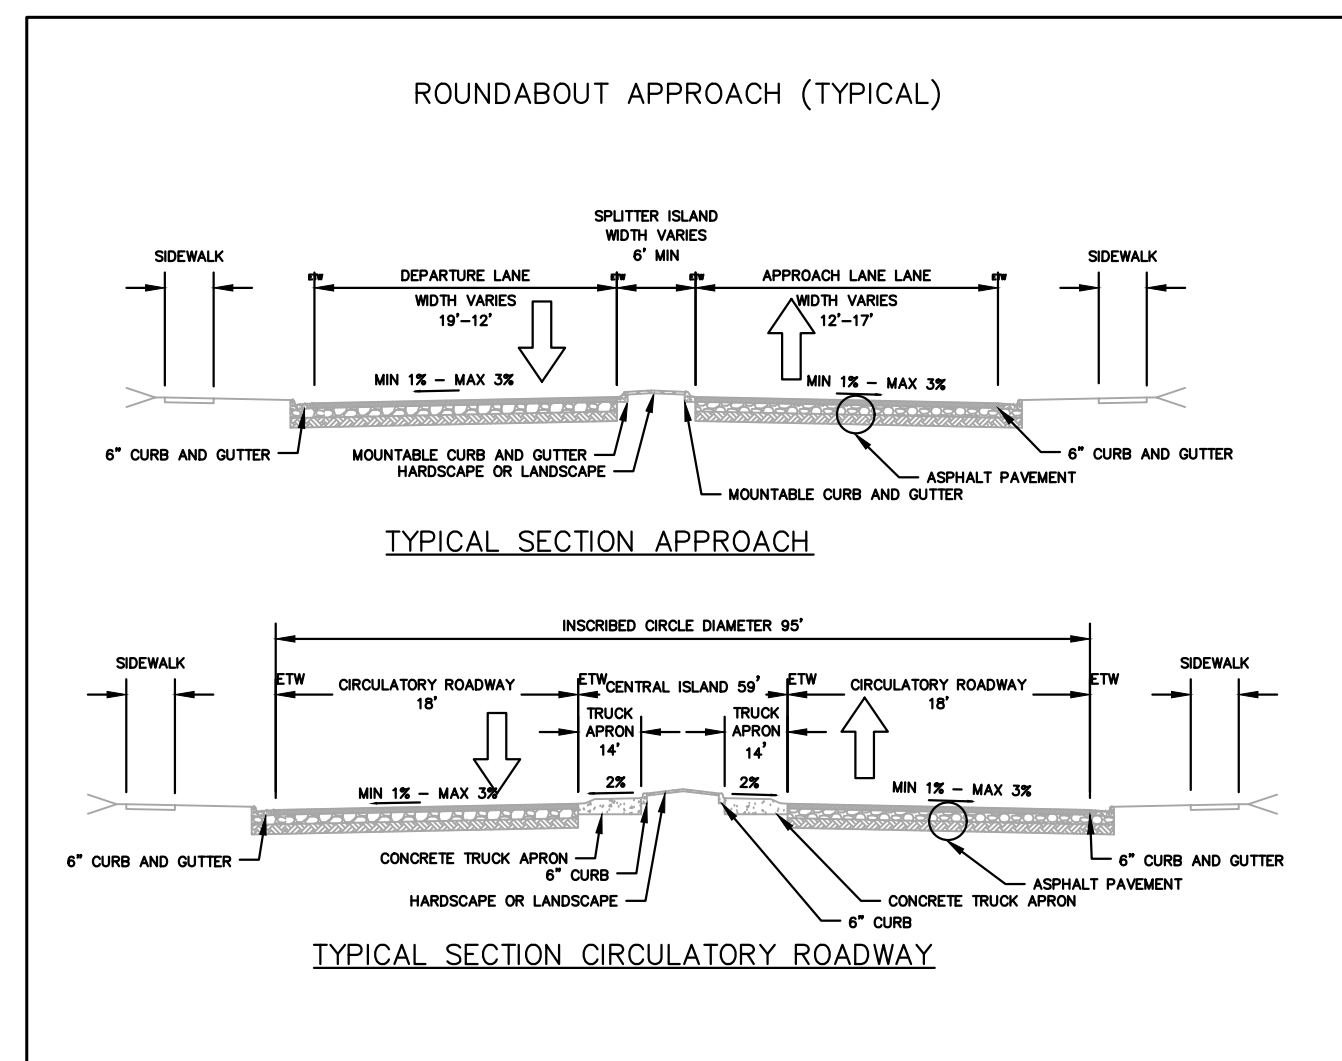 ROUNDABOUT APPROACH (TYPICAL)
SPLITTER ISLAND
WIDTH VARIES
6' MIN
SIDEWALK
SIDEWALK
ETW
DEPARTURE LANE
ETW
ETW
APPROACH LANE LANE
ETW
WIDTH VARIES
19'-12'
WIDTH VARIES
12'-17'
MIN 1% - MAX 3%
MIN 1% - MAX 3%
6" CURB AND GUTTER
MOUNTABLE CURB AND GUTTER
HARDSCAPE OR LANDSCAPE
6" CURB AND GUTTER
ASPHALT PAVEMENT
MOUNTABLE CURB AND GUTTER
TYPICAL SECTION APPROACH
INSCRIBED CIRCLE DIAMETER 95'
SIDEWALK
SIDEWALK
ETW
CIRCULATORY ROADWAY
18'
ETW
CENTRAL ISLAND 59'
ETW
CIRCULATORY ROADWAY
18'
ETW
TRUCK
APRON
14'
TRUCK
APRON
14'
2%
2%
MIN 1% - MAX 3%
MIN 1% - MAX 3%
6" CURB AND GUTTER
CONCRETE TRUCK APRON
6" CURB
HARDSCAPE OR LANDSCAPE
6" CURB AND GUTTER
ASPHALT PAVEMENT
CONCRETE TRUCK APRON
6" CURB
TYPICAL SECTION CIRCULATORY ROADWAY